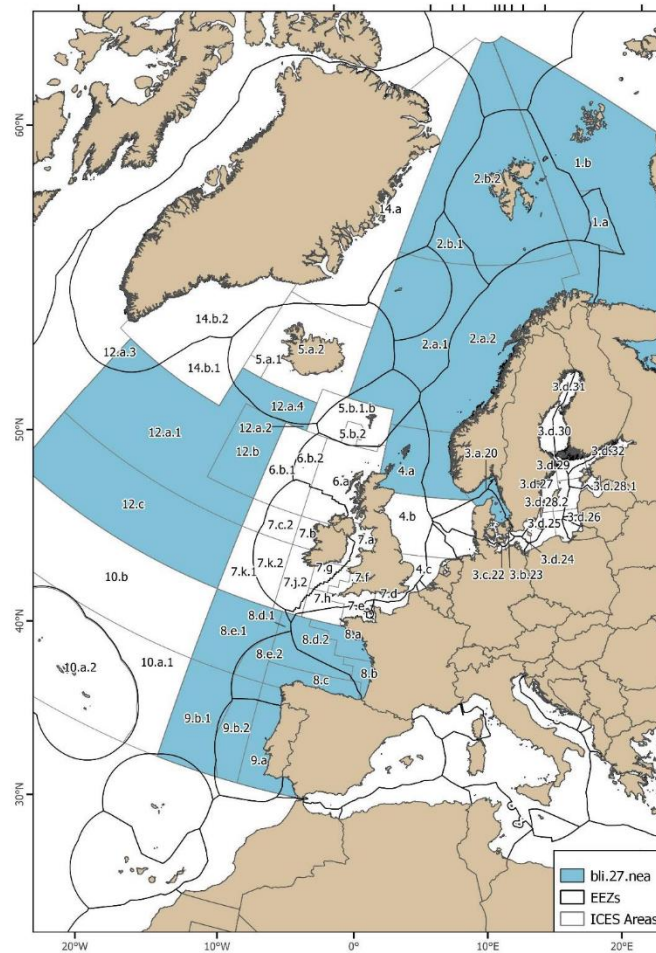 60°N
50°N
40°N
30°N
1.b
2.b.2
1.a
14.a
2.b.1
14.b.2
12.a.3
14.b.1
5.a.1
5.a.2
2.a.1
2.a.2
3.d.31
12.a.4
5.b.1.b
12.a.1
12.a.2
5.b.2
3.d.30
12.b
6.b.2
6.b.1
4.a
3.a.20
3.d.32
3.d.29
6.a
3.d.27
3.d.28.1
12.c
7.c.2
7.b
7.a
4.b
3.d.28.2
3.d.25
3.d.26
7.k.1
7.k.2
7.g
7.j.2
7.f
4.c
3.d.24
10.b
7.h
7.d
7.e
3.c.22
3.b.23
8.d.1
8.e.1
8.d.2
8.a
8.e.2
10.a.2
10.a.1
8.c
8.b
9.b.1
9.b.2
9.a
bli.27.nea
EEZs
ICES Areas
20°W
10°W
0°
10°E
20°E